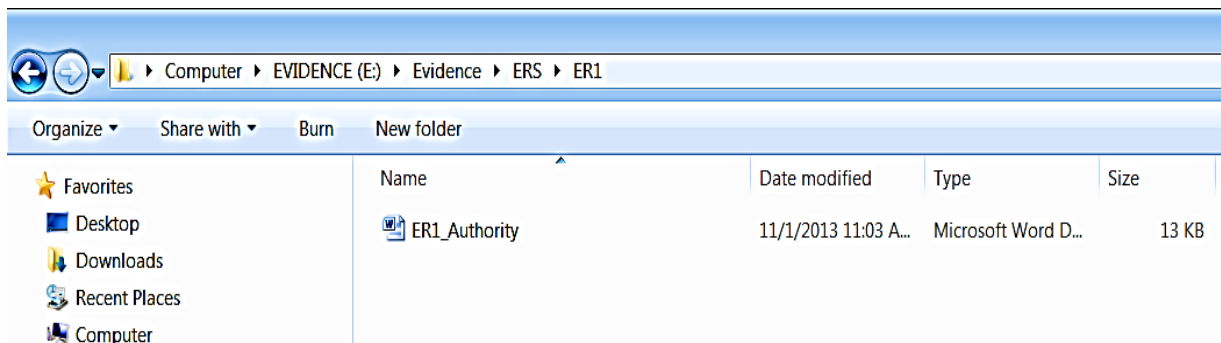 Computer EVIDENCE (E:) Evidence ERS ER1
Organize Share with Burn New folder
Favorites
Desktop
Downloads
Recent Places
Computer
Name Date modified Type Size
ER1_Authority 11/1/2013 11:03 A... Microsoft Word D... 13 KB